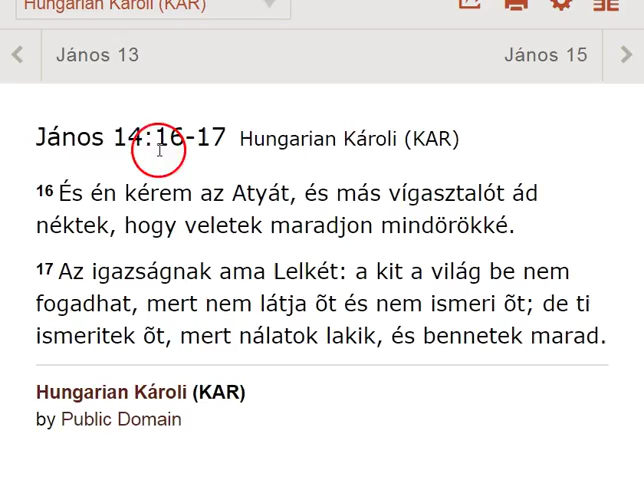 Hungarian Károli (KAR)
János 13
János 15
János 14:16-17 Hungarian Károli (KAR)
16 És én kérem az Atyát, és más vígasztalót ád
néktek, hogy veletek maradjon mindörökké.
17 Az igazságnak ama Lelkét: a kit a világ be nem
fogadhat, mert nem látja õt és nem ismeri õt; de ti
ismeritek õt, mert nálatok lakik, és bennetek marad.
Hungarian Károli (KAR)
by Public Domain